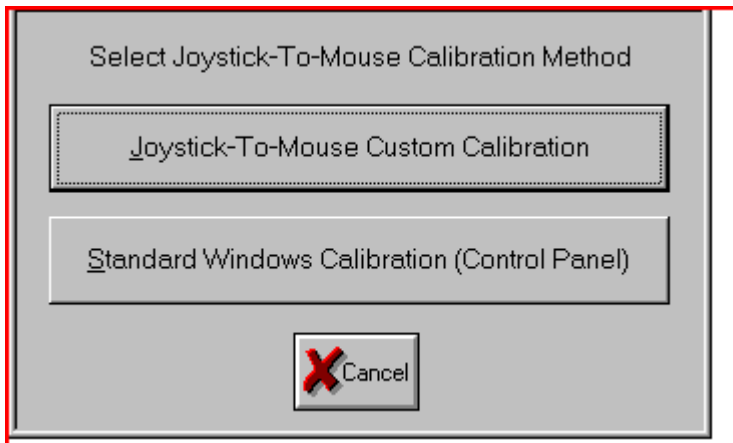 Select Joystick-To-Mouse Calibration Method
Joystick-To-Mouse Custom Calibration
Standard Windows Calibration (Control Panel)
Cancel